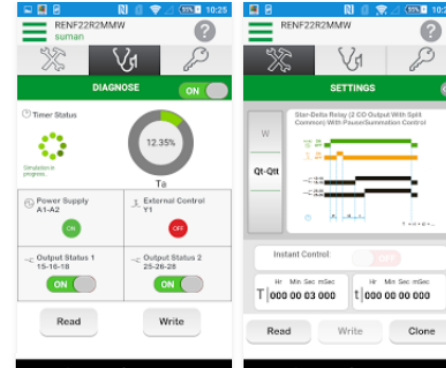 10:25
RENF22R2MMW
suman
?
DIAGNOSE
ON
Timer Status
Simulation in
progress..
12.35%
Ta
Power Supply
A1-A2
ON
External Control
Y1
OFF
Output Status 1
15-16-18
ON
Output Status 2
25-26-28
ON
Read
Write
RENF22R2MMW
?
SETTINGS
W
Qt-Qtt
Star-Delta Relay (2 CO Output With Split
Common) With Pause/Summation Control
Instant Control:
OFF
Hr Min Sec mSec
T 000 00 03 000
Hr Min Sec mSec
t 000 00 00 000
Read
Write
Clone